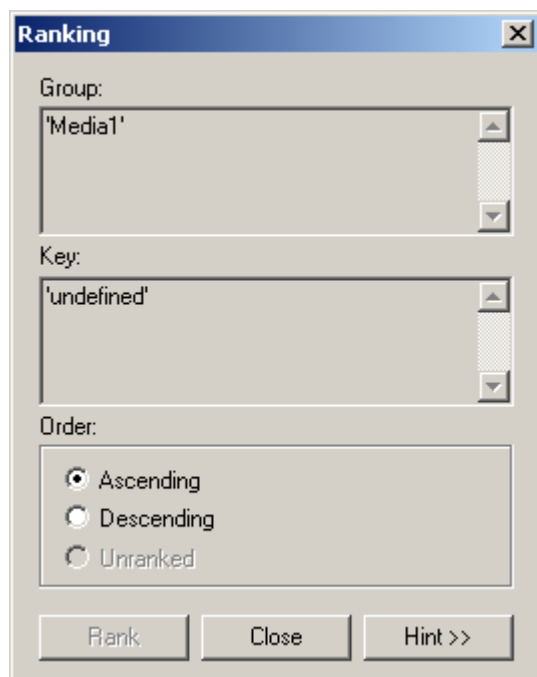 Ranking
Group:
'Media1'
Key:
'undefined'
Order:
Ascending
Descending
Unranked
Rank Close Hint >>